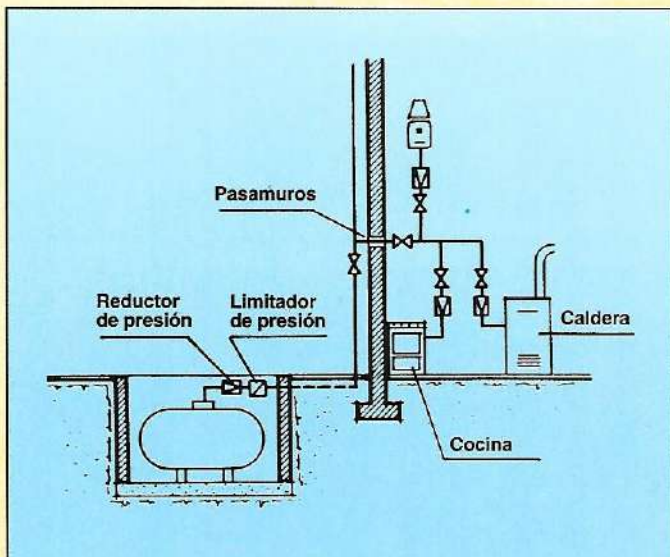 Pasamuros
Reductor
de presión
Limitador
de presión
Caldera
Cocina